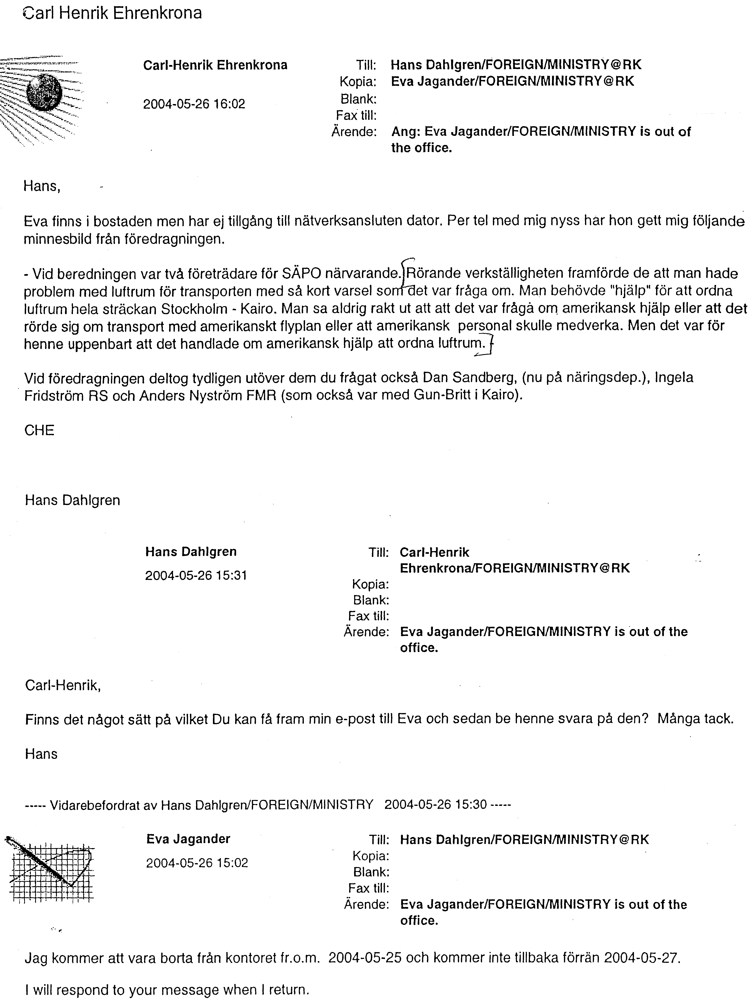 Carl Henrik Ehrenkrona
Carl-Henrik Ehrenkrona
2004-05-26 16:02
Till: Hans Dahlgren/FOREIGN/MINISTRY@RK
Kopia: Eva Jagander/FOREIGN/MINISTRY@RK
Blank:
Fax till:
Ärende: Ang: Eva Jagander/FOREIGN/MINISTRY is out of
the office.
Hans,
Eva finns i bostaden men har ej tillgång till nätverksansluten dator. Per tel med mig nyss har hon gett mig följande
minnesbild från föredragningen.
- Vid beredningen var två företrädare för SÄPO närvarande. Rörande verkställigheten framförde de att man hade
problem med luftrum för transporten med så kort varsel som det var fråga om. Man behövde "hjälp" för att ordna
luftrum hela sträckan Stockholm - Kairo. Man sa aldrig rakt ut att att det var fråga om amerikansk hjälp eller att det
rörde sig om transport med amerikanskt flyplan eller att amerikansk personal skulle medverka. Men det var för
henne uppenbart att det handlade om amerikansk hjälp att ordna luftrum.
Vid föredragningen deltog tydligen utöver dem du frågat också Dan Sandberg, (nu på näringsdep.), Ingela
Fridström RS och Anders Nyström FMR (som också var med Gun-Britt i Kairo).
CHE
Hans Dahlgren
Hans Dahlgren
2004-05-26 15:31
Till: Carl-Henrik
Ehrenkrona/FOREIGN/MINISTRY@RK
Kopia:
Blank:
Fax till:
Ärende: Eva Jagander/FOREIGN/MINISTRY is out of the
office.
Carl-Henrik,
Finns det något sätt på vilket Du kan få fram min e-post till Eva och sedan be henne svara på den? Många tack.
Hans
----- Vidarebefordrat av Hans Dahlgren/FOREIGN/MINISTRY 2004-05-26 15:30 -----
Eva Jagander
2004-05-26 15:02
Till: Hans Dahlgren/FOREIGN/MINISTRY@RK
Kopia:
Blank:
Fax till:
Ärende: Eva Jagander/FOREIGN/MINISTRY is out of the
office.
Jag kommer att vara borta från kontoret fr.o.m. 2004-05-25 och kommer inte tillbaka förrän 2004-05-27.
I will respond to your message when I return.